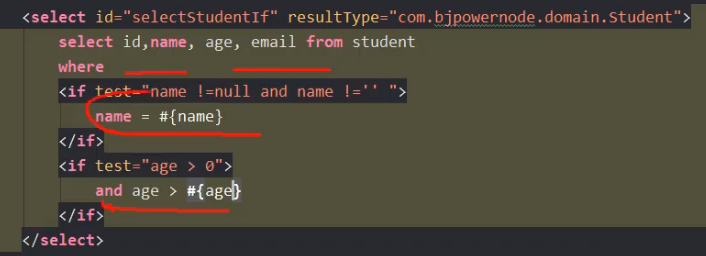 <select id="selectStudentIf" resultType="com.bjpowernode.domain.Student">
select id,name, age, email from student
where
<if test="name !=null and name !='' ">
name = #{name}
</if>
<if test="age > 0">
and age > #{age}
</if>
</select>